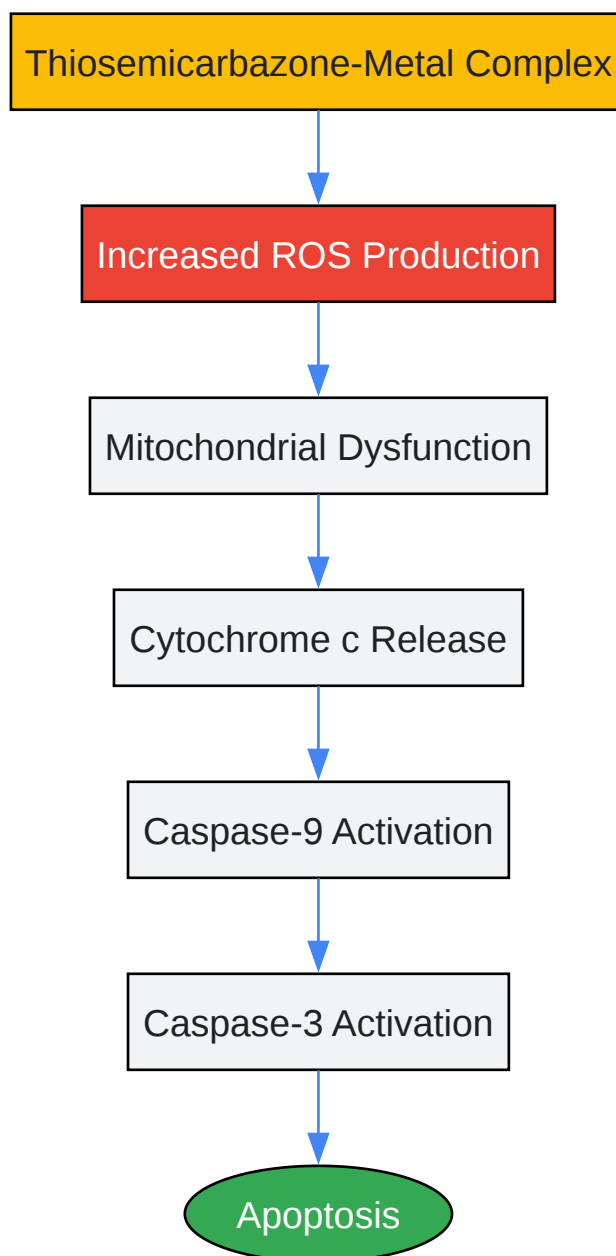 Thiosemicarbazone-Metal Complex
Increased ROS Production
Mitochondrial Dysfunction
Cytochrome c Release
Caspase-9 Activation
Caspase-3 Activation
Apoptosis